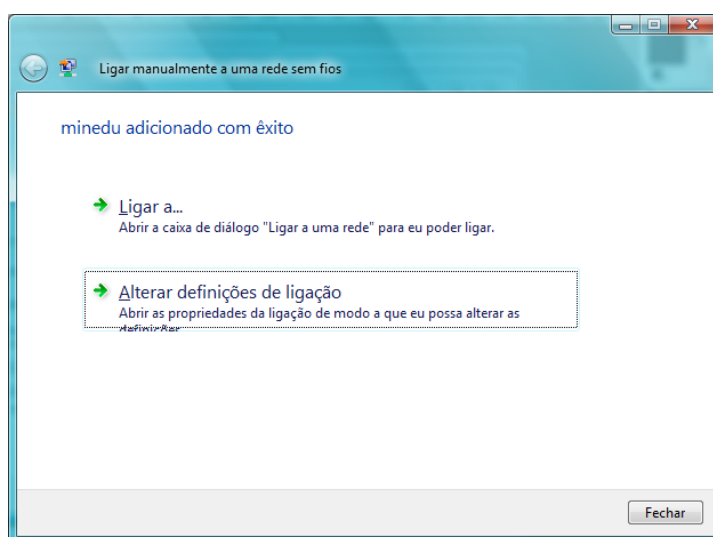 Ligar manualmente a uma rede sem fios
minedu adicionado com êxito
Ligar a...
Abrir a caixa de diálogo "Ligar a uma rede" para eu poder ligar.
Alterar definições de ligação
Abrir as propriedades da ligação de modo a que eu possa alterar as
definições.
Fechar